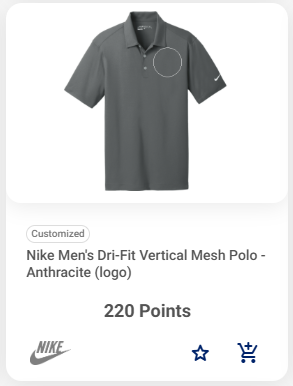 Customized
Nike Men's Dri-Fit Vertical Mesh Polo -
Anthracite (logo)
220 Points
NIKE